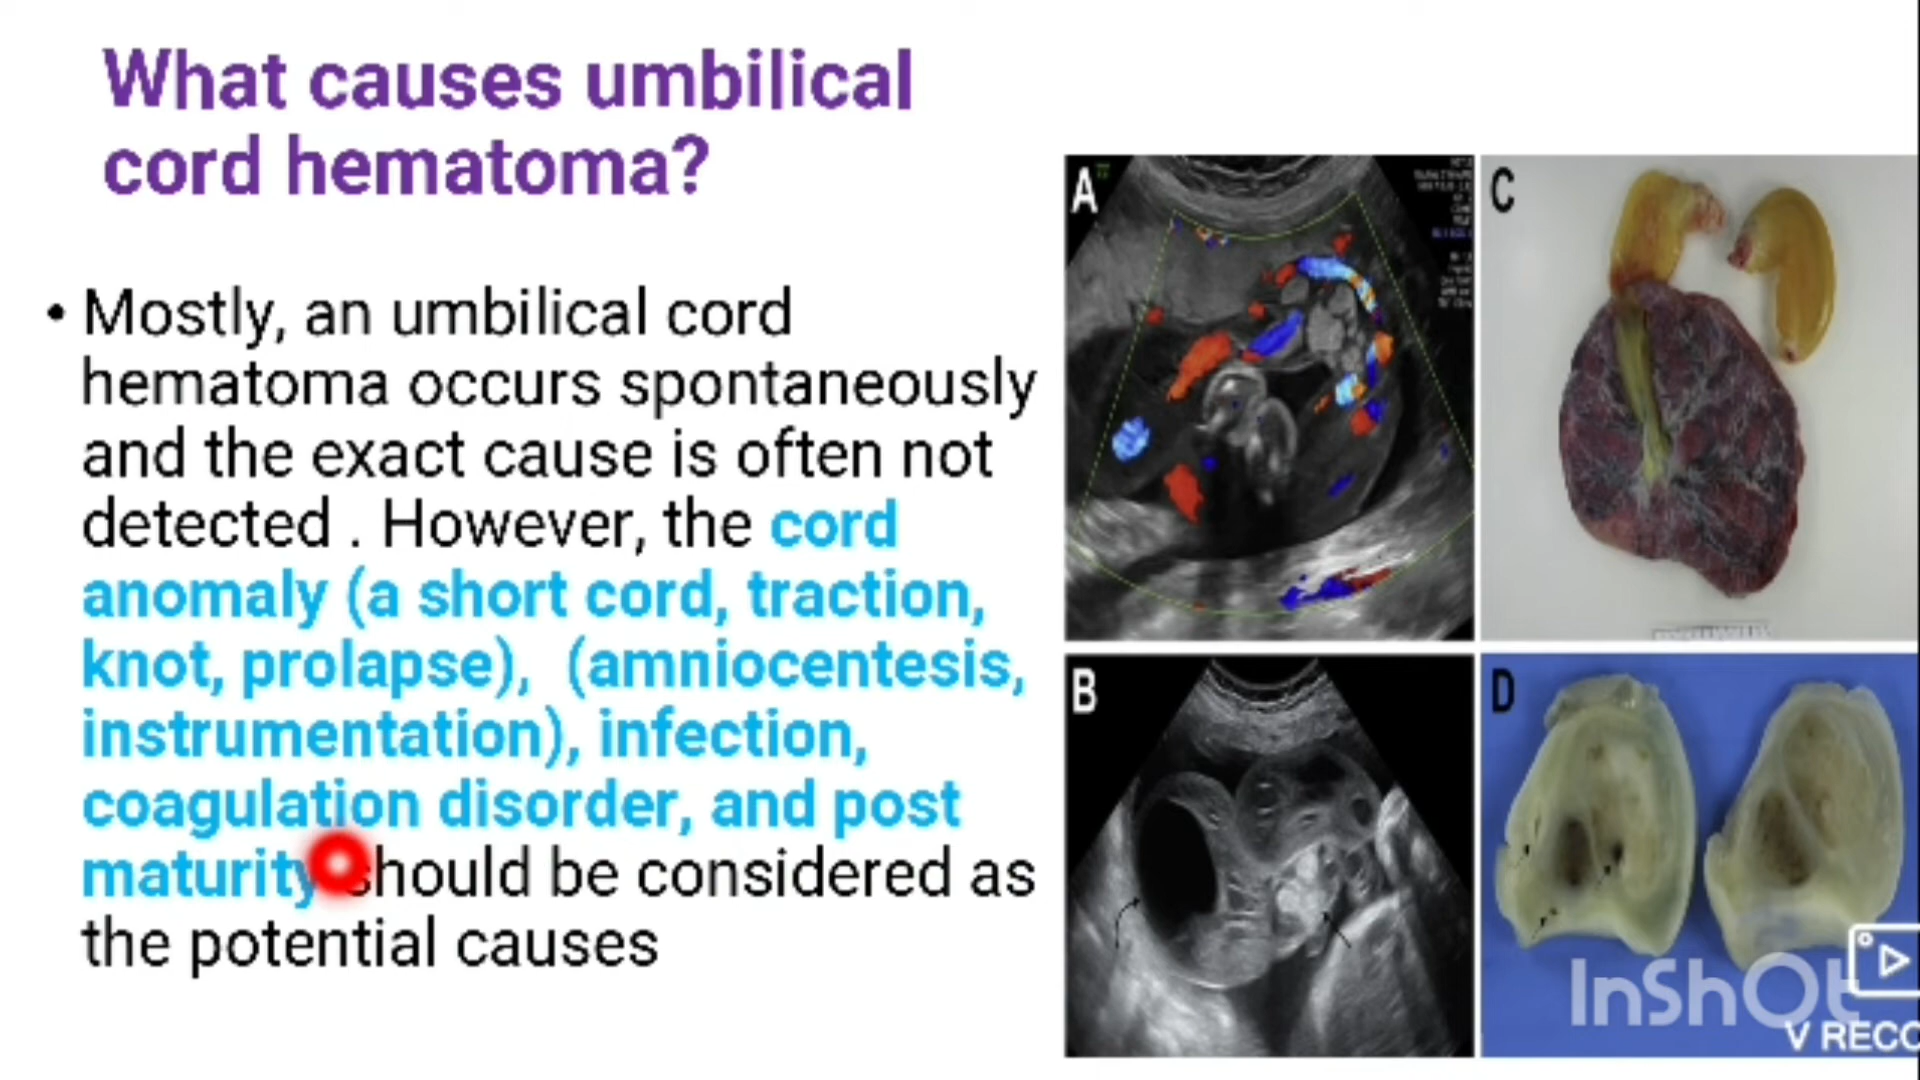 What causes umbilical
cord hematoma?
• Mostly, an umbilical cord
hematoma occurs spontaneously
and the exact cause is often not
detected . However, the cord
anomaly (a short cord, traction,
knot, prolapse), (amniocentesis,
instrumentation), infection,
coagulation disorder, and post
maturity should be considered as
the potential causes
A
C
B
D
InShOt
V RECO